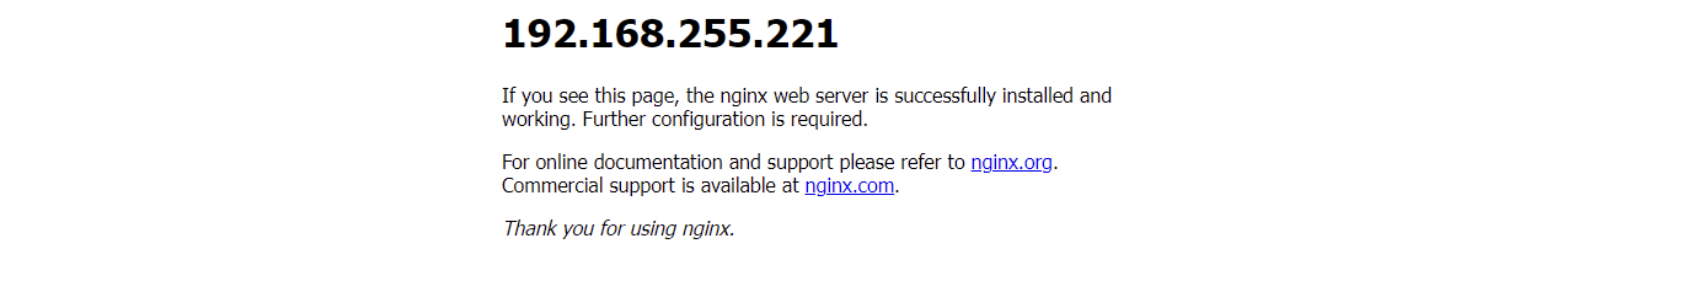 192.168.255.221
If you see this page, the nginx web server is successfully installed and
working. Further configuration is required.
For online documentation and support please refer to nginx.org.
Commercial support is available at nginx.com.
Thank you for using nginx.